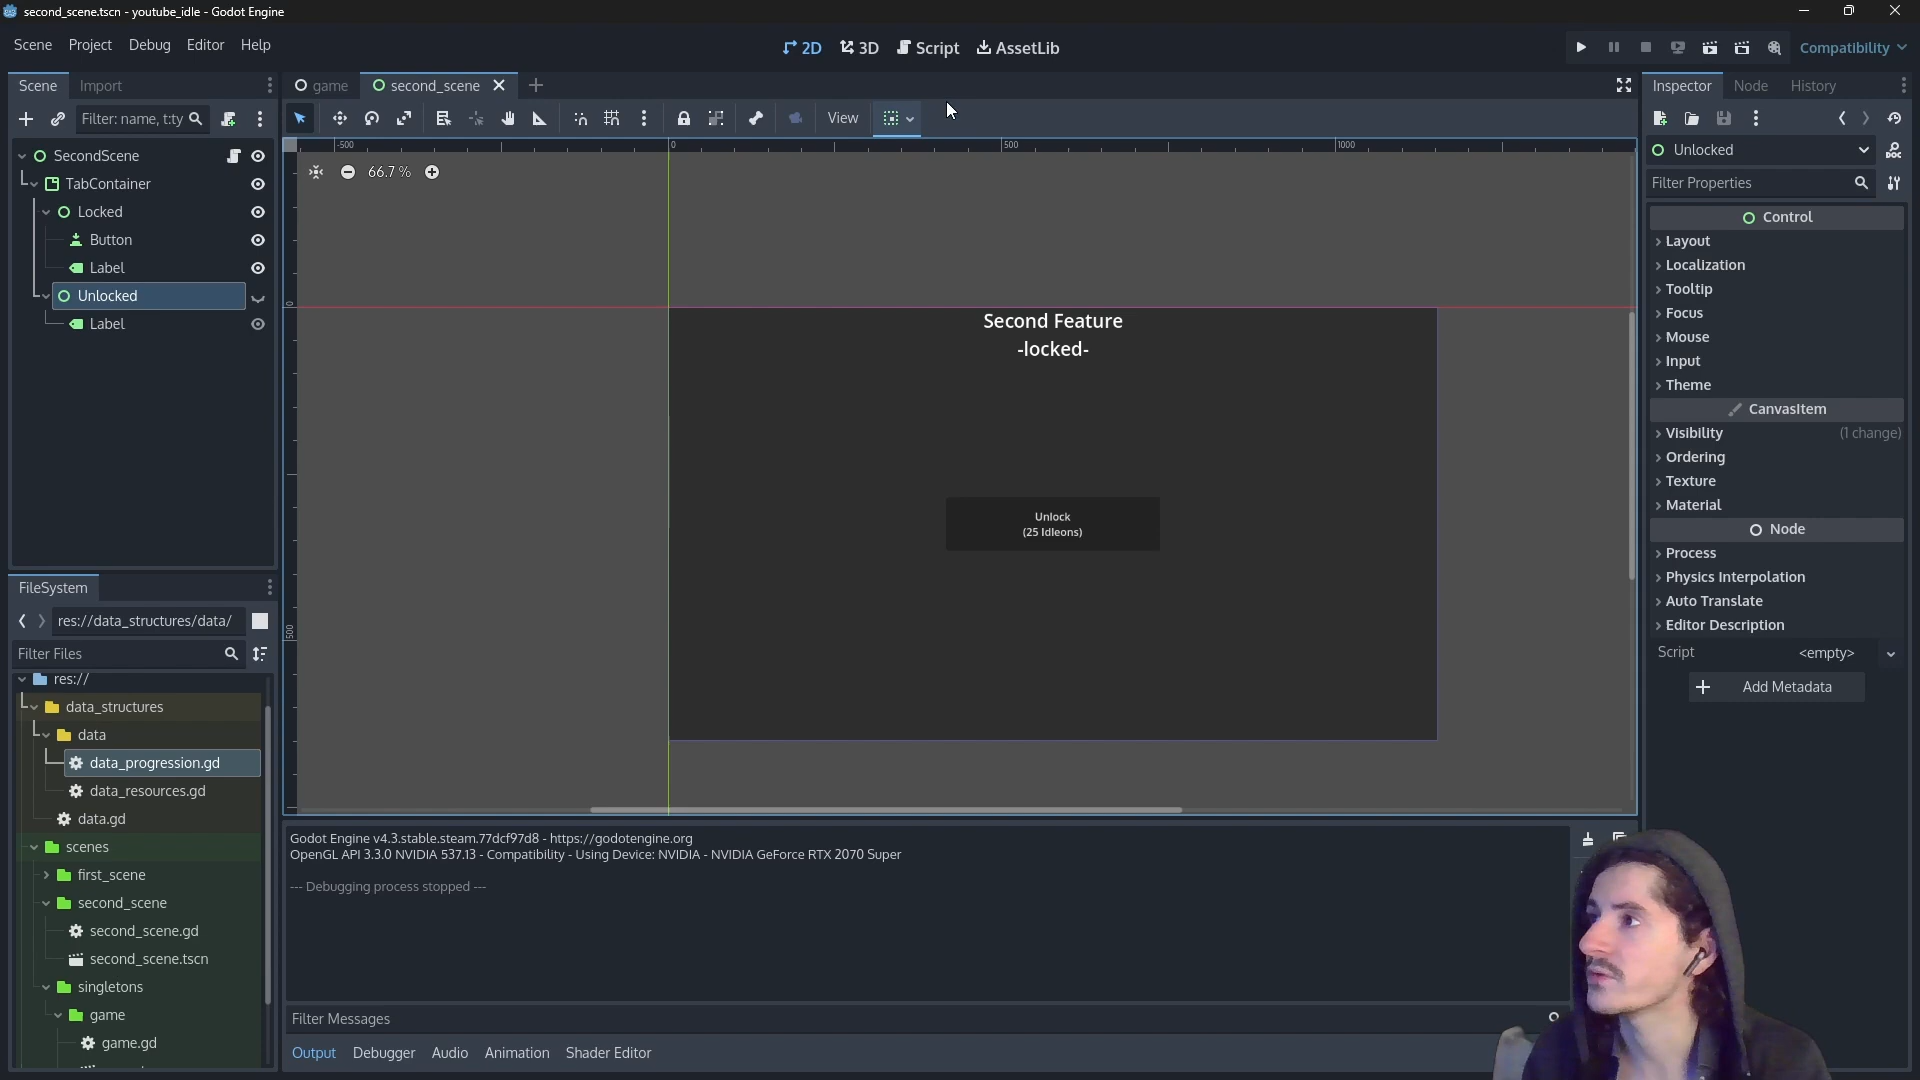 second_scene.tscn - youtube_idle - Godot Engine
Scene Project Debug Editor Help
2D 3D Script AssetLib
Compatibility
Scene Import
game second_scene
Inspector Node History
Filter: name, t:ty
View
SecondScene
TabContainer
Locked
Button
Label
Unlocked
Label
-500 0 500 1000
66.7 %
0
500
Second Feature
-locked-
Unlock
(25 Idleons)
Unlocked
Filter Properties
Control
Layout
Localization
Tooltip
Focus
Mouse
Input
Theme
CanvasItem
Visibility (1 change)
Ordering
Texture
Material
Node
Process
Physics Interpolation
Auto Translate
Editor Description
Script <empty>
Add Metadata
FileSystem
res://data_structures/data/
Filter Files
res://
data_structures
data
data_progression.gd
data_resources.gd
data.gd
scenes
first_scene
second_scene
second_scene.gd
second_scene.tscn
singletons
game
game.gd
Godot Engine v4.3.stable.steam.77dcf97d8 - https://godotengine.org
OpenGL API 3.3.0 NVIDIA 537.13 - Compatibility - Using Device: NVIDIA - NVIDIA GeForce RTX 2070 Super
--- Debugging process stopped ---
Filter Messages
Output Debugger Audio Animation Shader Editor